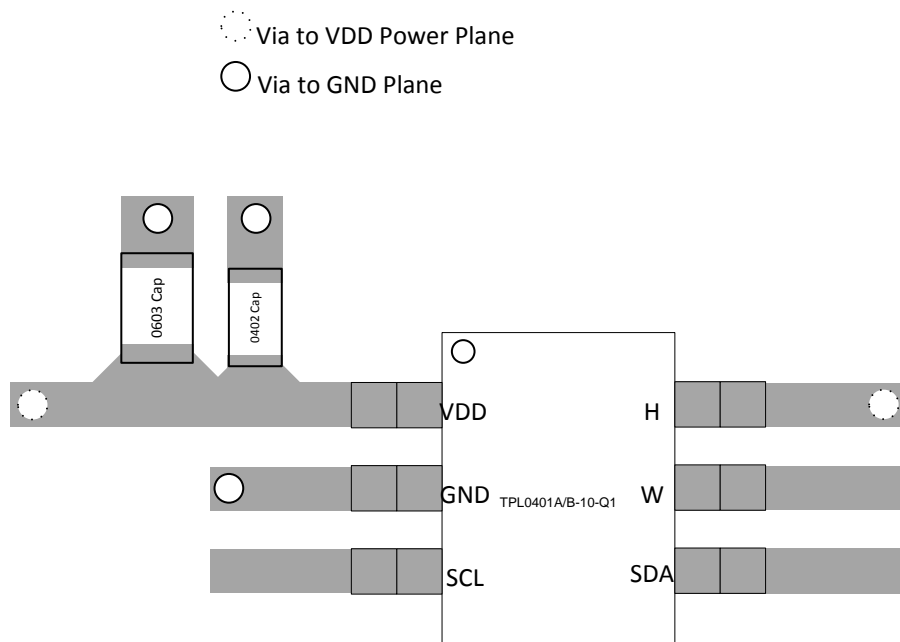 Via to VDD Power Plane
Via to GND Plane
0603 Cap
0402 Cap
VDD
H
GND
TPL0401A/B-10-Q1
W
SCL
SDA